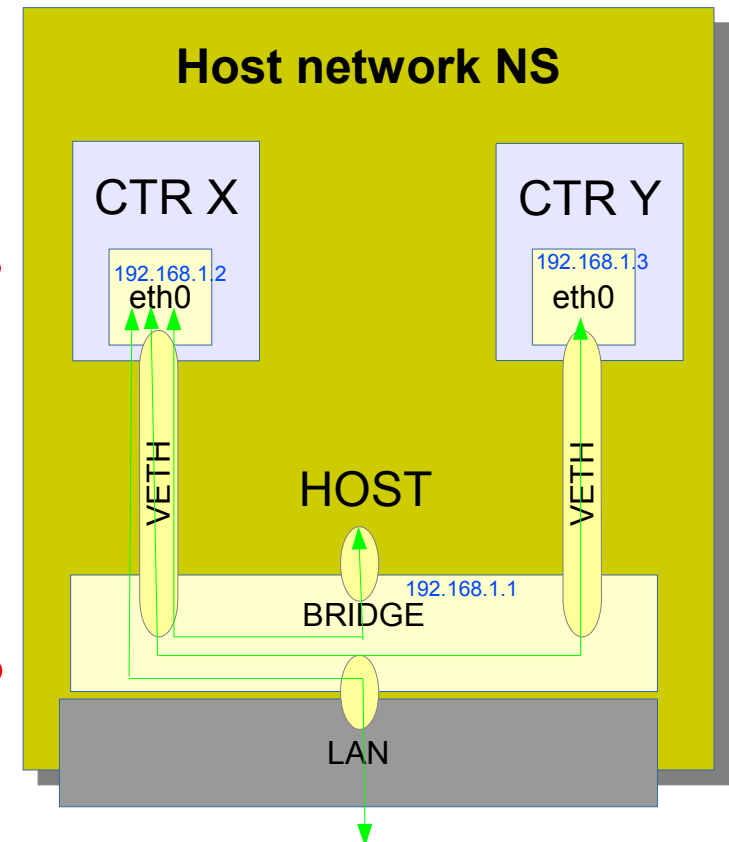 Host network NS
CTR X
CTR Y
192.168.1.2
192.168.1.3
eth0
eth0
VETH
VETH
HOST
192.168.1.1
BRIDGE
LAN